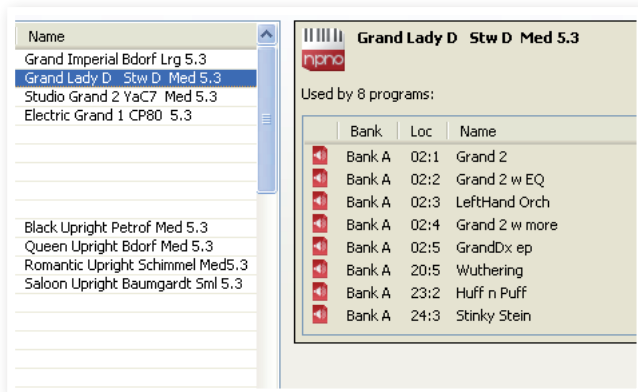 Name
Grand Imperial Bdorf Lrg 5.3
Grand Lady D Stw D Med 5.3
Studio Grand 2 YaC7 Med 5.3
Electric Grand 1 CP80 5.3
Black Upright Petrof Med 5.3
Queen Upright Bdorf Med 5.3
Romantic Upright Schimmel Med5.3
Saloon Upright Baumgardt Sml 5.3
npno
Grand Lady D Stw D Med 5.3
Used by 8 programs:
Bank Loc Name
Bank A 02:1 Grand 2
Bank A 02:2 Grand 2 w EQ
Bank A 02:3 LeftHand Orch
Bank A 02:4 Grand 2 w more
Bank A 02:5 GrandDx ep
Bank A 20:5 Wuthering
Bank A 23:2 Huff n Puff
Bank A 24:3 Stinky Stein